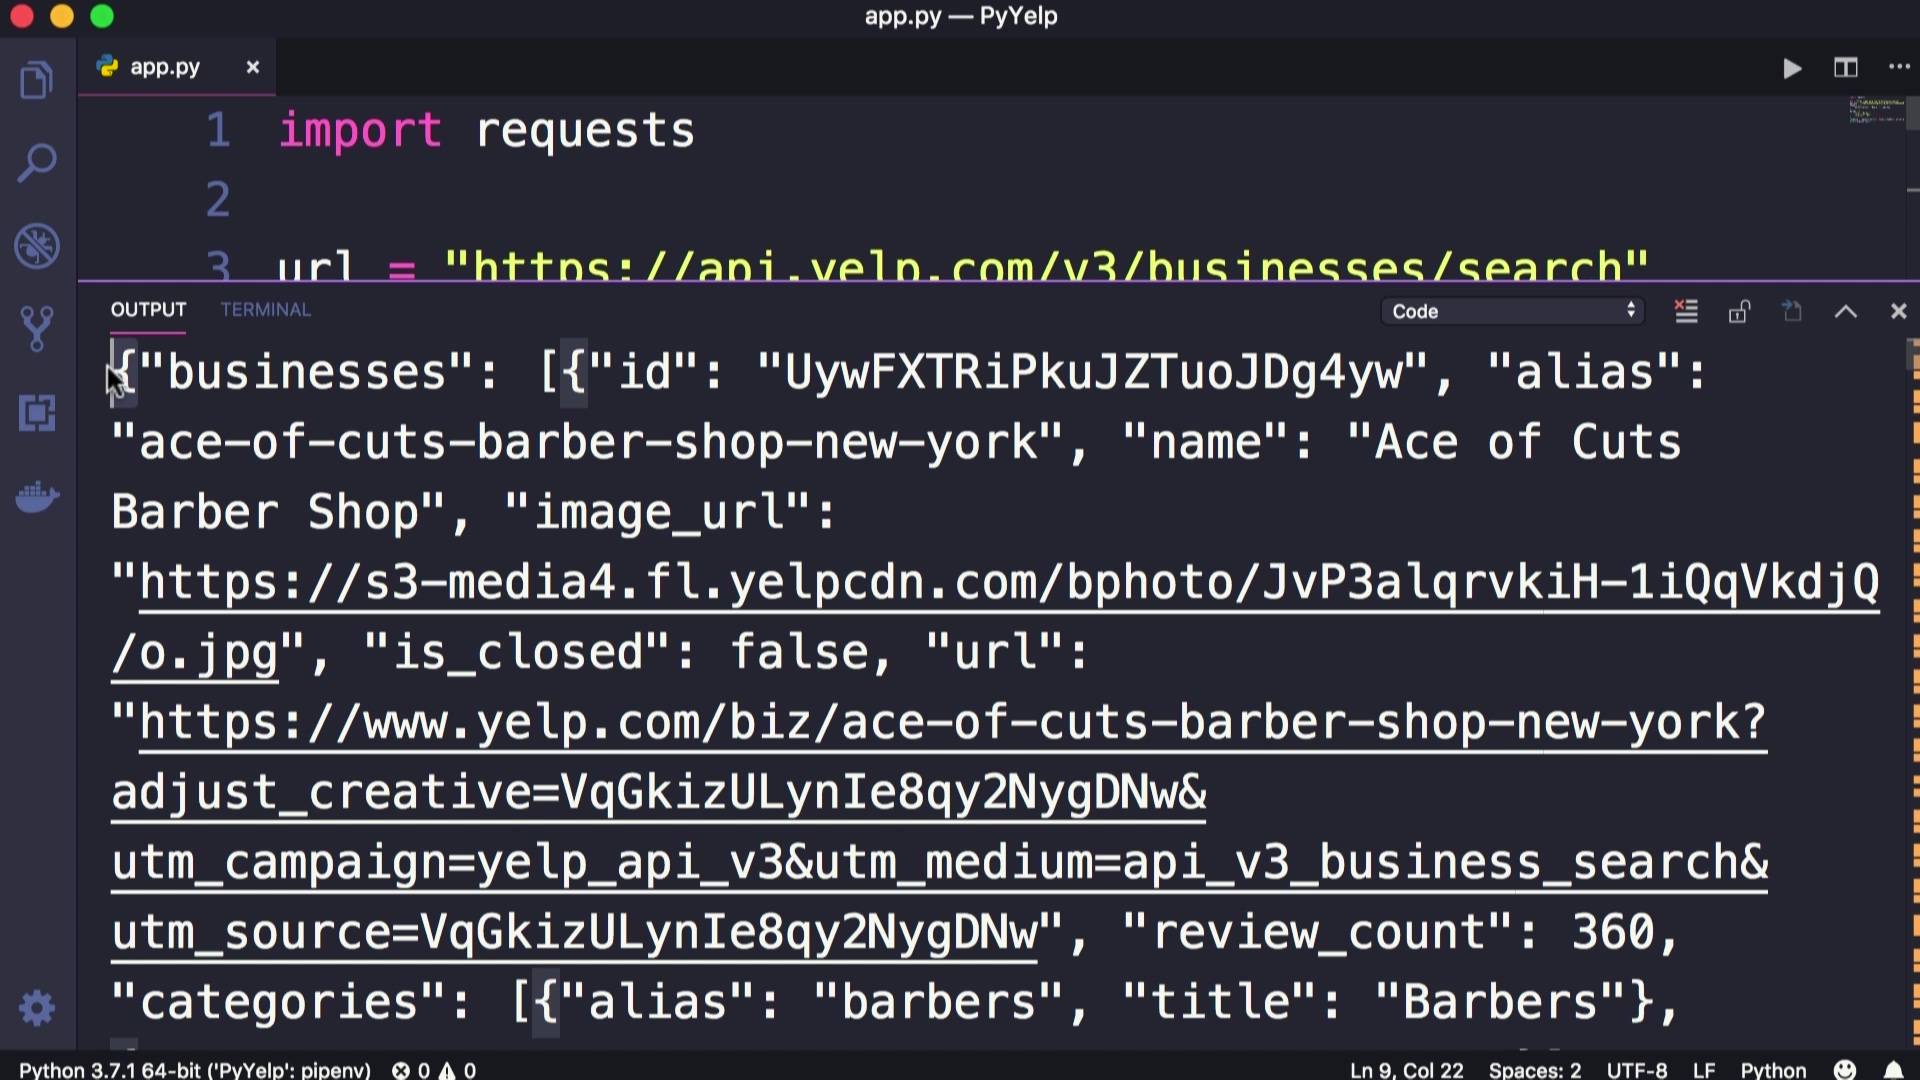 app.py — PyYelp
app.py
1 import requests
2
3 url = "https://api.yelp.com/v3/businesses/search"
OUTPUT TERMINAL Code
{"businesses": [{"id": "UywFXTRiPkuJZTuoJDg4yw", "alias":
"ace-of-cuts-barber-shop-new-york", "name": "Ace of Cuts
Barber Shop", "image_url":
"https://s3-media4.fl.yelpcdn.com/bphoto/JvP3alqrvkiH-1iQqVkdjQ
/o.jpg", "is_closed": false, "url":
"https://www.yelp.com/biz/ace-of-cuts-barber-shop-new-york?
adjust_creative=VqGkizULynIe8qy2NygDNw&
utm_campaign=yelp_api_v3&utm_medium=api_v3_business_search&
utm_source=VqGkizULynIe8qy2NygDNw", "review_count": 360,
"categories": [{"alias": "barbers", "title": "Barbers"},
Python 3.7.1 64-bit ('PyYelp': pipenv) 0 0 Ln 9, Col 22 Spaces: 2 UTF-8 LF Python